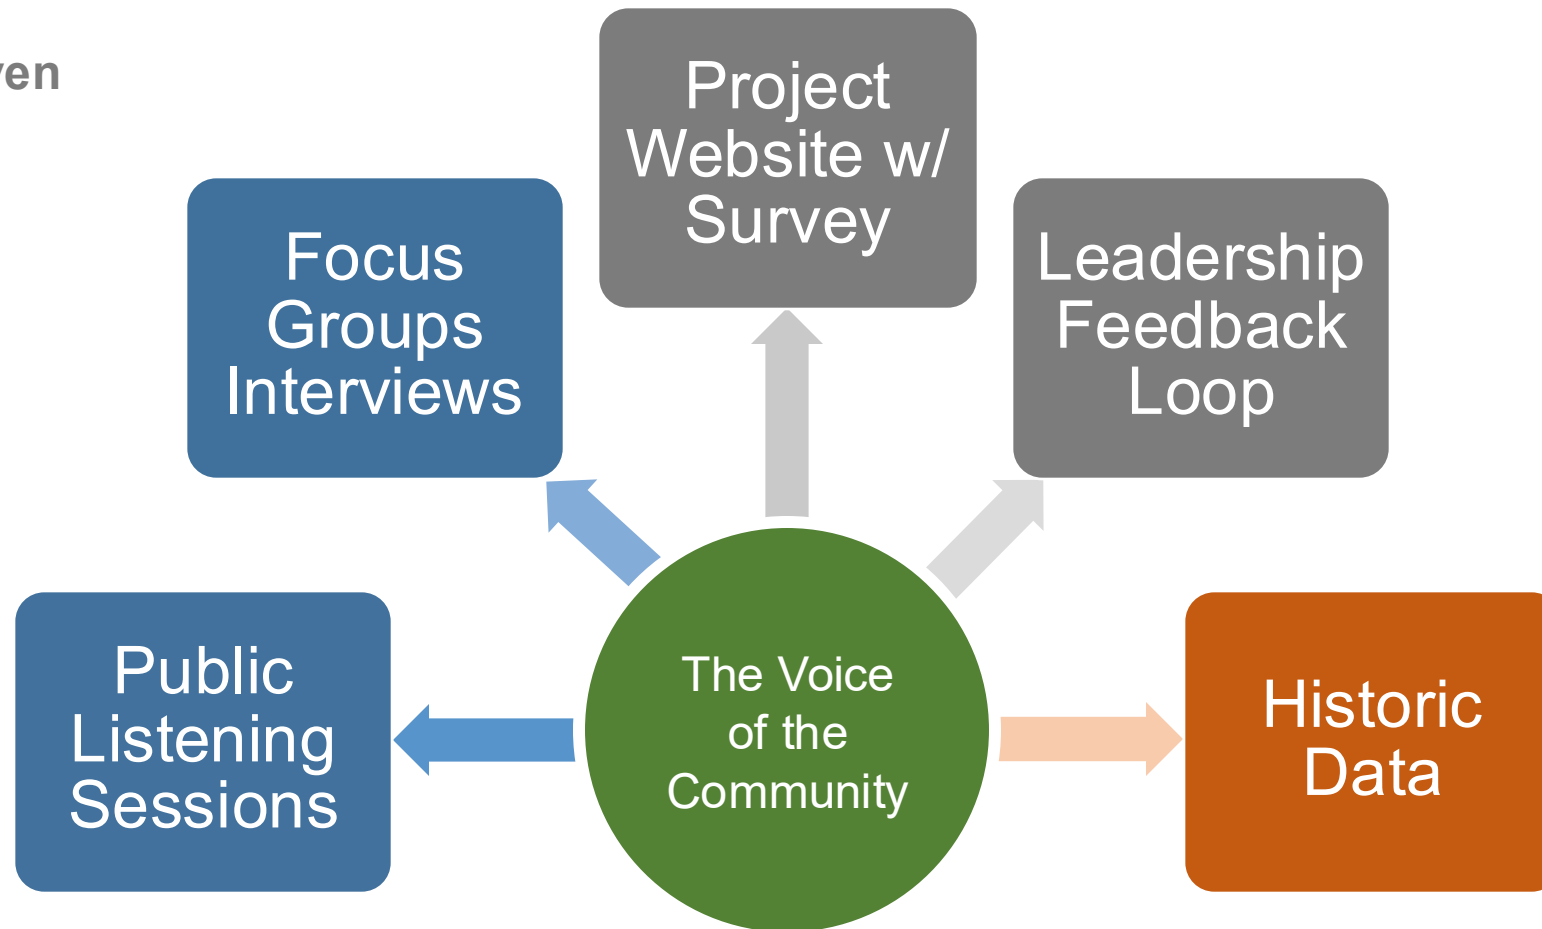 Project
Website w/
Survey
Focus
Groups
Interviews
Leadership
Feedback
Loop
Public
Listening
Sessions
The Voice
of the
Community
Historic
Data